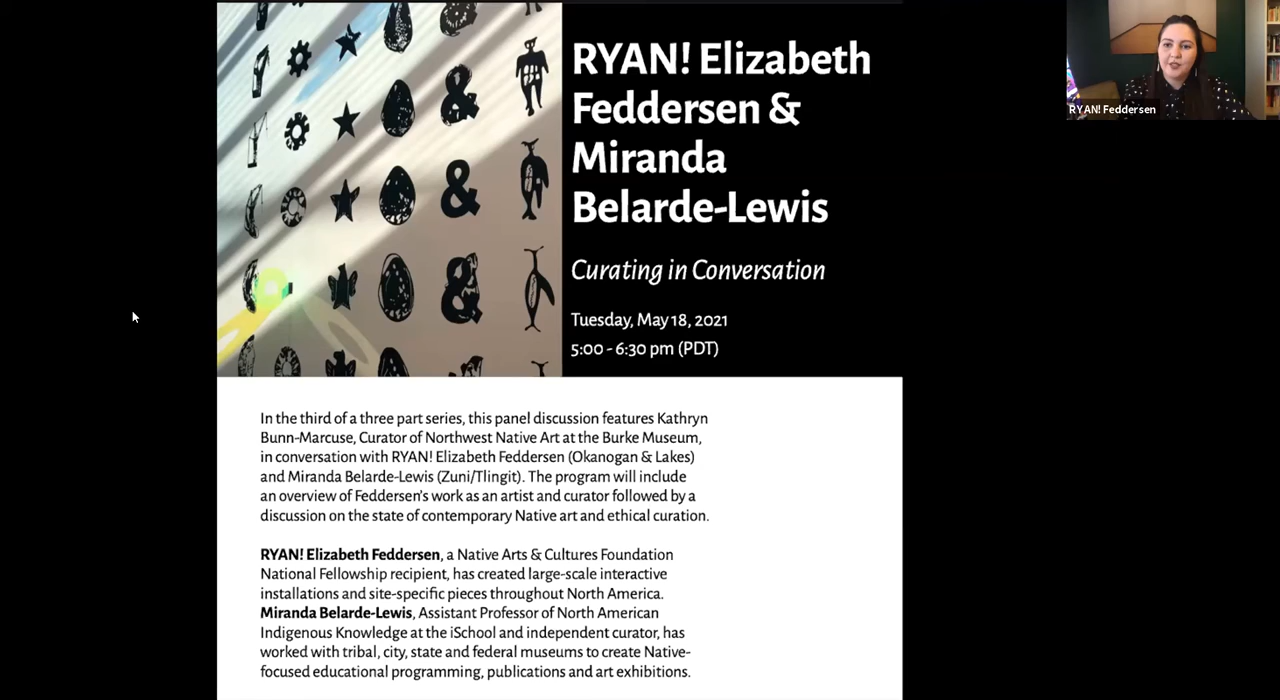 RYAN! Elizabeth
Feddersen &
Miranda
Belarde-Lewis
Curating in Conversation
Tuesday, May 18, 2021
5:00 - 6:30 pm (PDT)
RYAN! Feddersen
&
&
&
&
In the third of a three part series, this panel discussion features Kathryn
Bunn-Marcuse, Curator of Northwest Native Art at the Burke Museum,
in conversation with RYAN! Elizabeth Feddersen (Okanogan & Lakes)
and Miranda Belarde-Lewis (Zuni/Tlingit). The program will include
an overview of Feddersen's work as an artist and curator followed by a
discussion on the state of contemporary Native art and ethical curation.
RYAN! Elizabeth Feddersen, a Native Arts & Cultures Foundation
National Fellowship recipient, has created large-scale interactive
installations and site-specific pieces throughout North America.
Miranda Belarde-Lewis, Assistant Professor of North American
Indigenous Knowledge at the iSchool and independent curator, has
worked with tribal, city, state and federal museums to create Native-
focused educational programming, publications and art exhibitions.